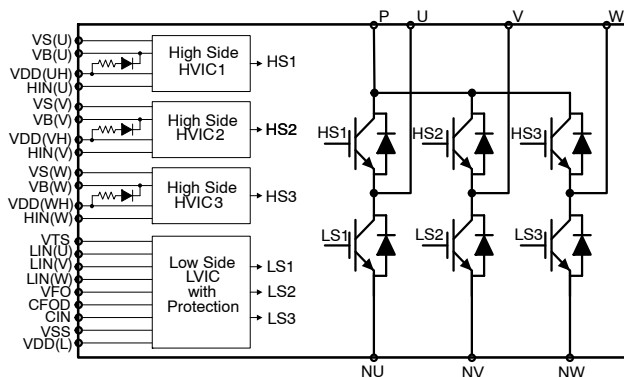 P U V W
VS(U)
VB(U)
VDD(UH)
HIN(U)
High Side
HVIC1
HS1
VS(V)
VB(V)
VDD(VH)
HIN(V)
High Side
HVIC2
HS2
VS(W)
VB(W)
VDD(WH)
HIN(W)
High Side
HVIC3
HS3
VTS
LIN(U)
LIN(V)
LIN(W)
VFO
CFOD
CIN
VSS
VDD(L)
Low Side
LVIC
with
Protection
LS1
LS2
LS3
HS1 HS2 HS3
LS1 LS2 LS3
NU NV NW